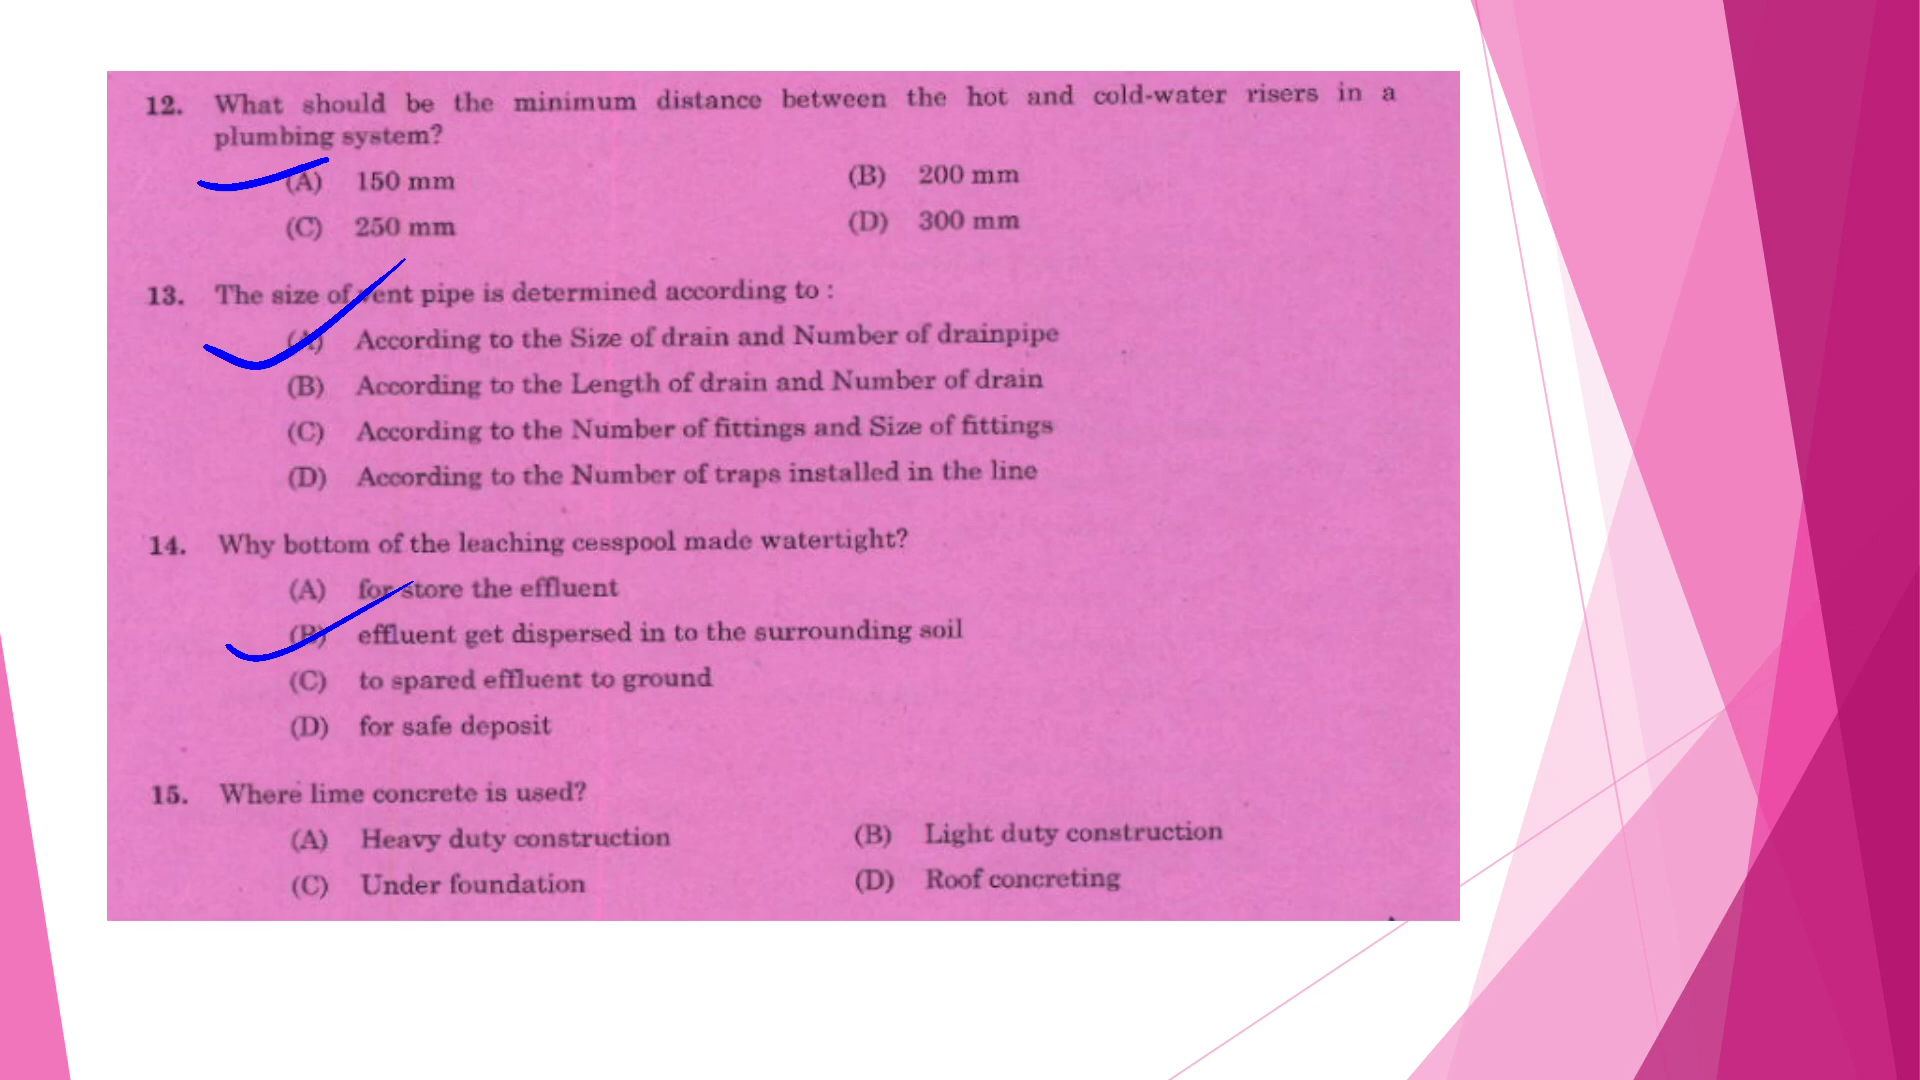 12. What should be the minimum distance between the hot and cold-water risers in a
plumbing system?
(A) 150 mm (B) 200 mm
(C) 250 mm (D) 300 mm
13. The size of vent pipe is determined according to :
(A) According to the Size of drain and Number of drainpipe
(B) According to the Length of drain and Number of drain
(C) According to the Number of fittings and Size of fittings
(D) According to the Number of traps installed in the line
14. Why bottom of the leaching cesspool made watertight?
(A) for store the effluent
(B) effluent get dispersed in to the surrounding soil
(C) to spared effluent to ground
(D) for safe deposit
15. Where lime concrete is used?
(A) Heavy duty construction (B) Light duty construction
(C) Under foundation (D) Roof concreting